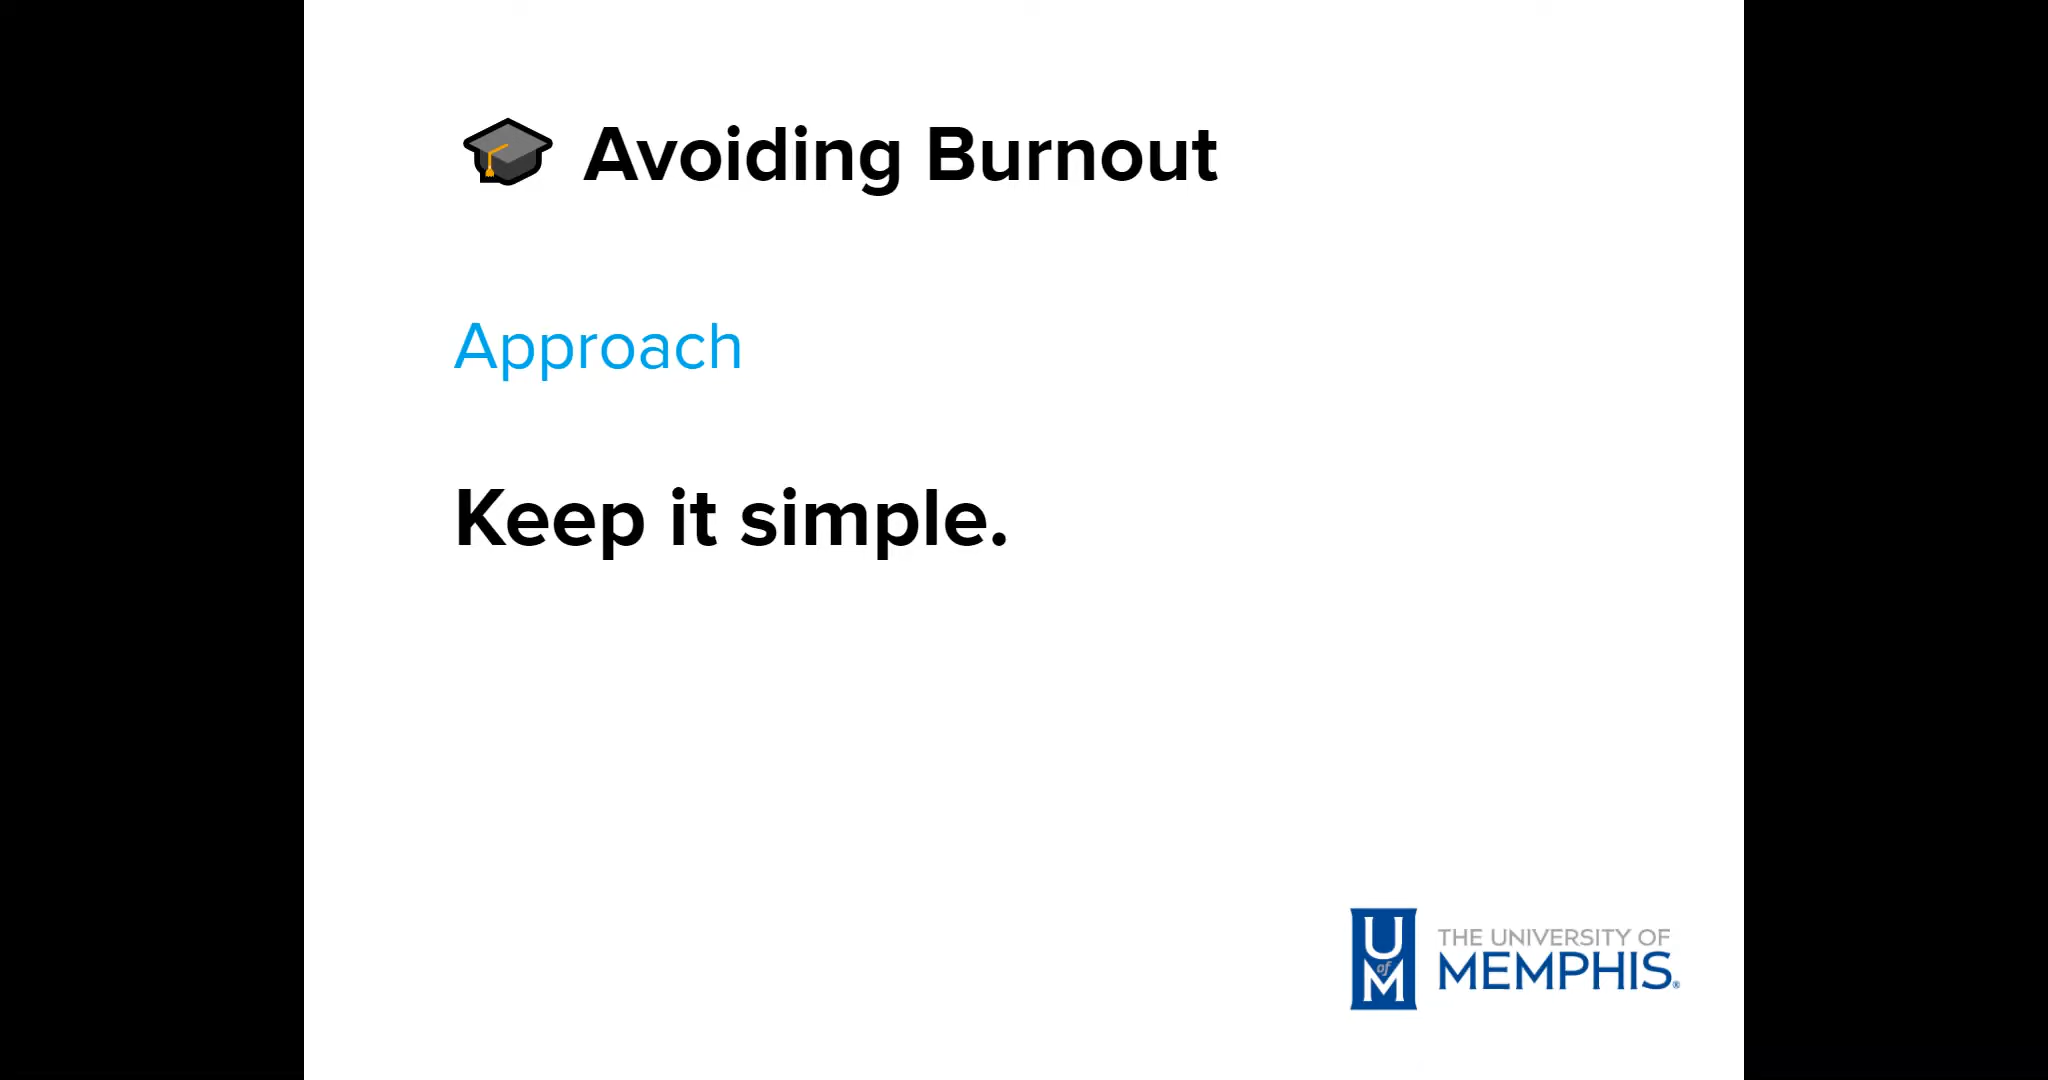 🎓 Avoiding Burnout
Approach
Keep it simple.
U
of
M
THE UNIVERSITY OF
MEMPHIS®